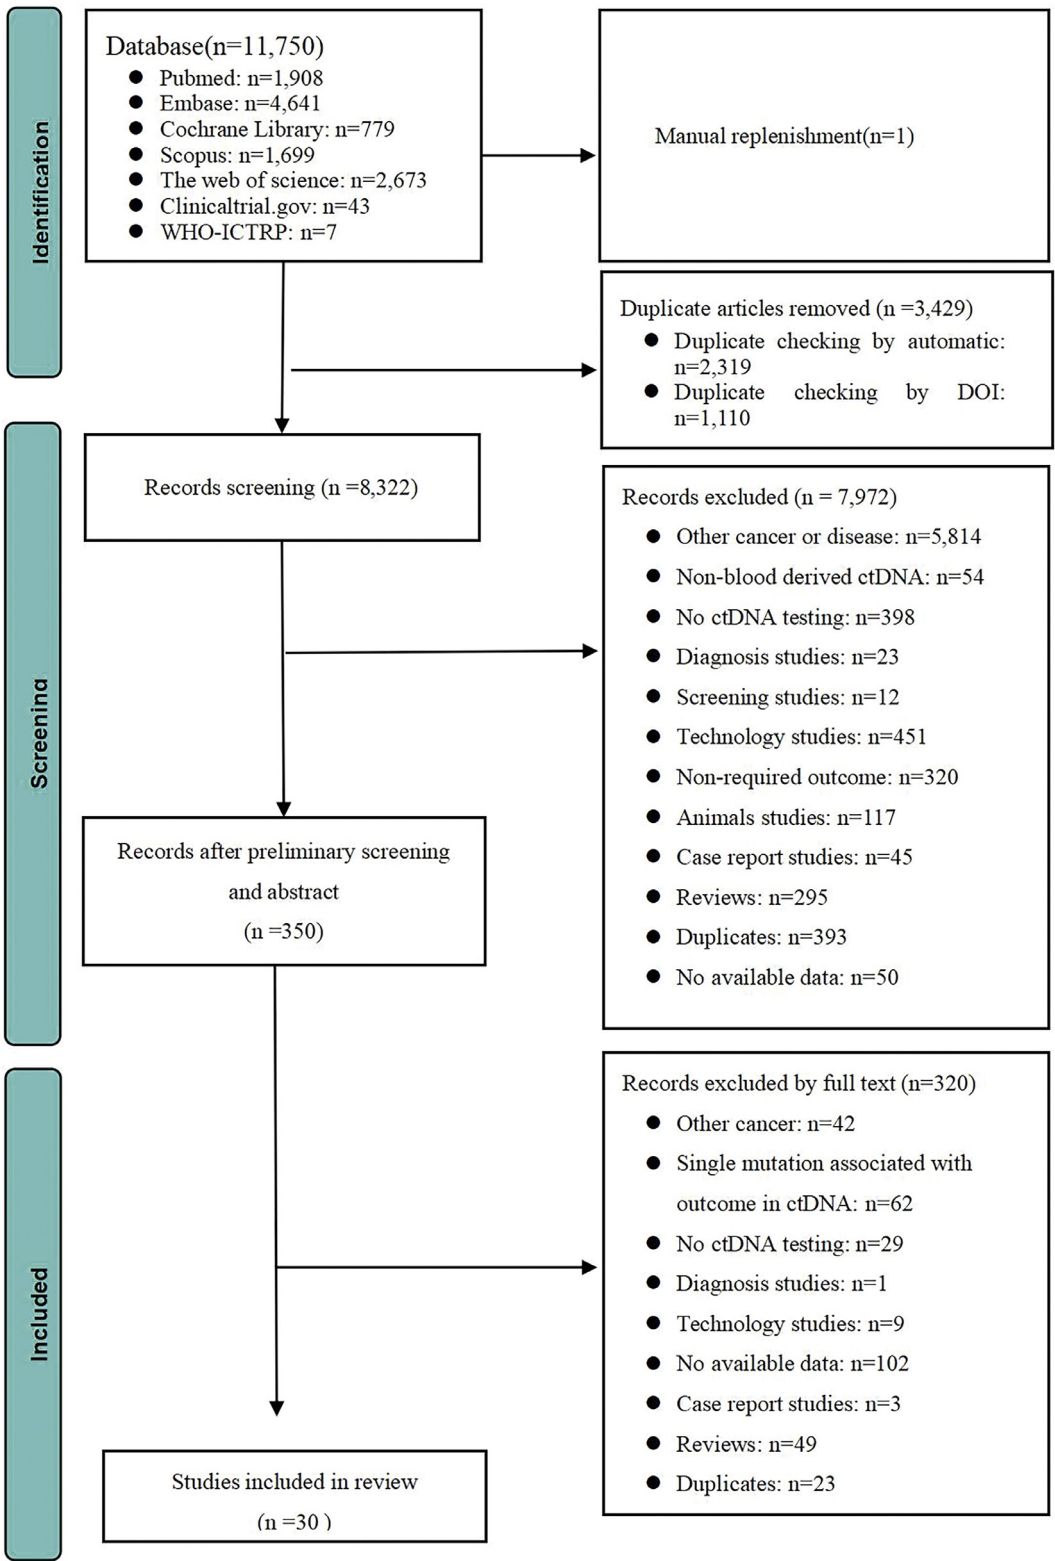 Identification
Database(n=11,750)
● Pubmed: n=1,908
● Embase: n=4,641
● Cochrane Library: n=779
● Scopus: n=1,699
● The web of science: n=2,673
● Clinicaltrial.gov: n=43
● WHO-ICTRP: n=7
Manual replenishment(n=1)
Duplicate articles removed (n =3,429)
● Duplicate checking by automatic:
n=2,319
● Duplicate checking by DOI:
n=1,110
Screening
Records screening (n =8,322)
Records excluded (n = 7,972)
● Other cancer or disease: n=5,814
● Non-blood derived ctDNA: n=54
● No ctDNA testing: n=398
● Diagnosis studies: n=23
● Screening studies: n=12
● Technology studies: n=451
● Non-required outcome: n=320
● Animals studies: n=117
● Case report studies: n=45
● Reviews: n=295
● Duplicates: n=393
● No available data: n=50
Records after preliminary screening
and abstract
(n =350)
Included
Records excluded by full text (n=320)
● Other cancer: n=42
● Single mutation associated with
outcome in ctDNA: n=62
● No ctDNA testing: n=29
● Diagnosis studies: n=1
● Technology studies: n=9
● No available data: n=102
● Case report studies: n=3
● Reviews: n=49
● Duplicates: n=23
Studies included in review
(n =30 )